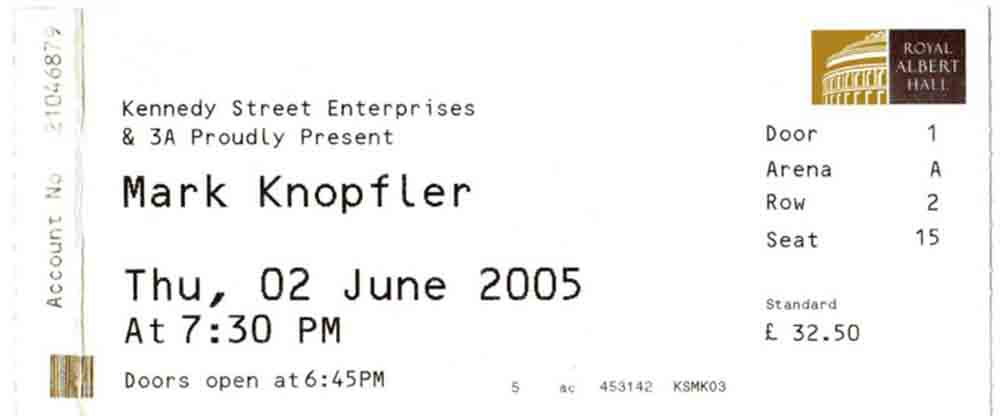 Account No 21046879
Kennedy Street Enterprises
& 3A Proudly Present
Mark Knopfler
Thu, 02 June 2005
At 7:30 PM
Doors open at 6:45PM
5 ac 453142 KSMK03
ROYAL
ALBERT
HALL
Door 1
Arena A
Row 2
Seat 15
Standard
£ 32.50